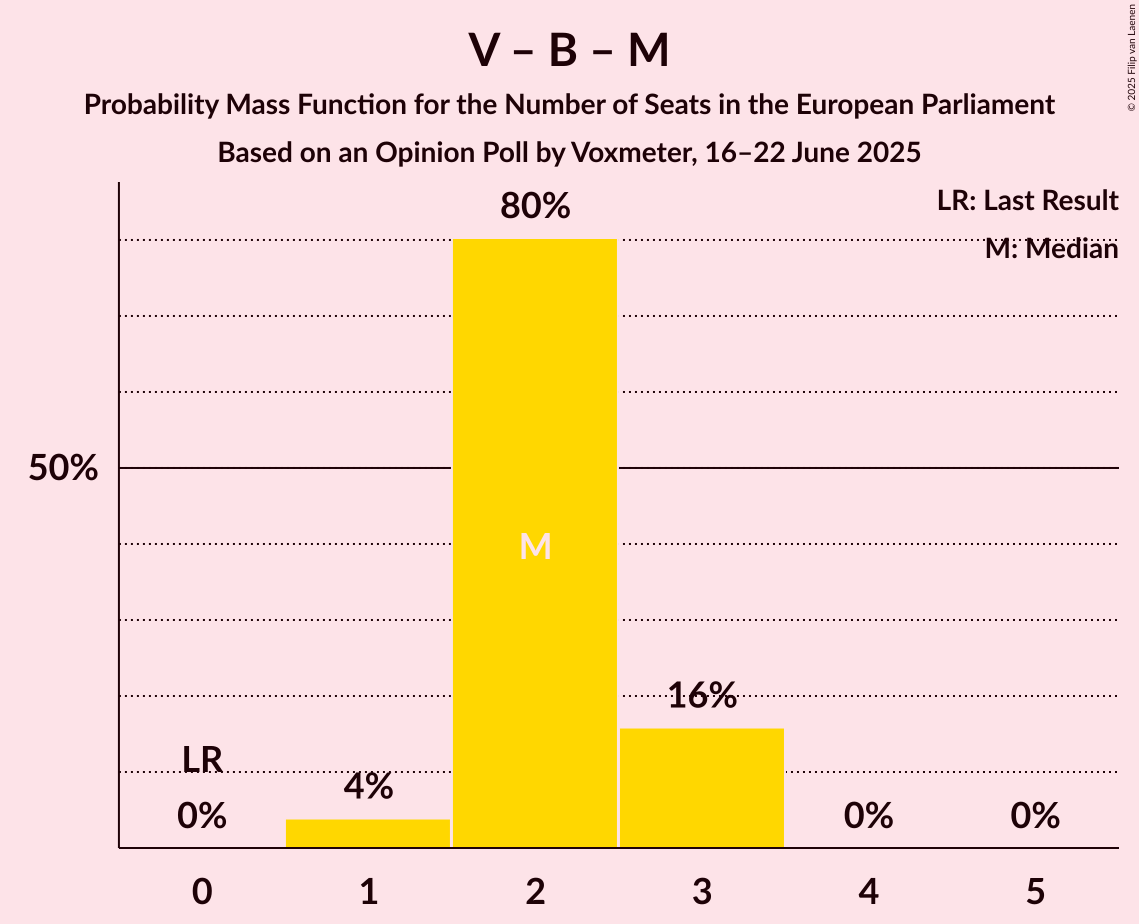 V – B – M
Probability Mass Function for the Number of Seats in the European Parliament
Based on an Opinion Poll by Voxmeter, 16–22 June 2025
© 2025 Filip van Laenen
LR: Last Result
M: Median
80%
50%
M
16%
LR
4%
0%
0%
0%
0 1 2 3 4 5